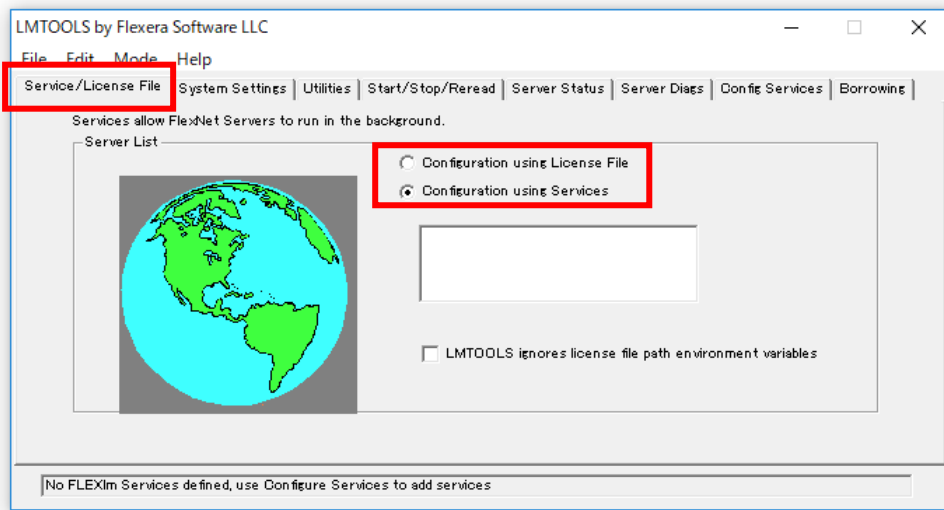 LMTOOLS by Flexera Software LLC
File Edit Mode Help
Service/License File System Settings Utilities Start/Stop/Reread Server Status Server Diags Config Services Borrowing
Services allow FlexNet Servers to run in the background.
Server List
Configuration using License File
Configuration using Services
LMTOOLS ignores license file path environment variables
No FLEXlm Services defined, use Configure Services to add services